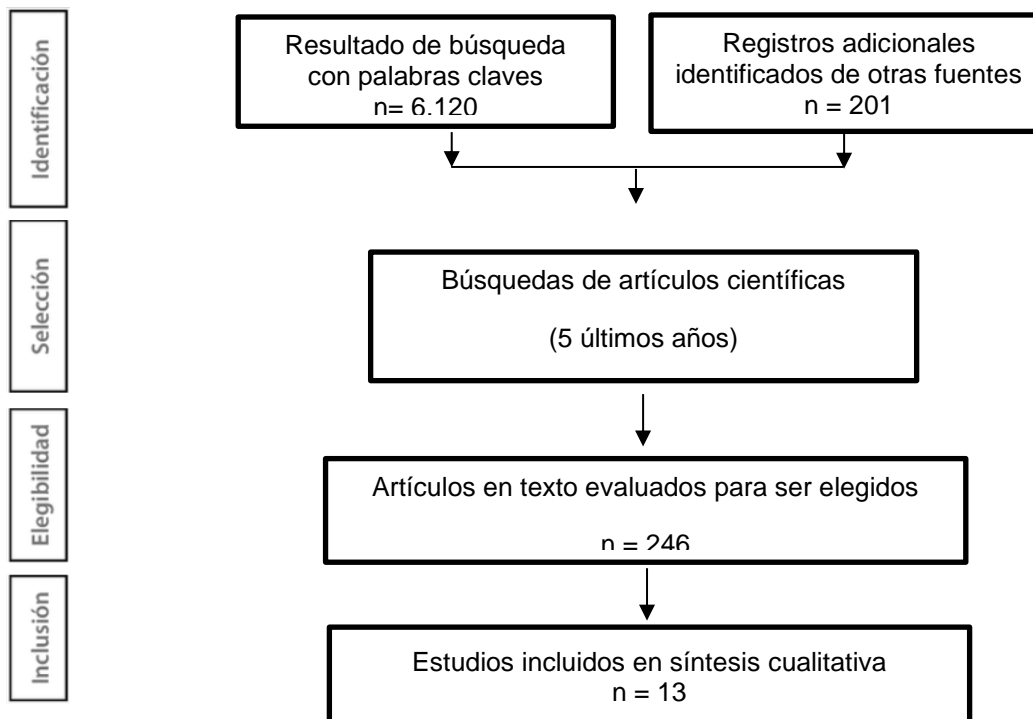 Identificación
Resultado de búsqueda
con palabras claves
n= 6.120
Registros adicionales
identificados de otras fuentes
n = 201
Selección
Búsquedas de artículos científicas
(5 últimos años)
Elegibilidad
Artículos en texto evaluados para ser elegidos
n = 246
Inclusión
Estudios incluidos en síntesis cualitativa
n = 13